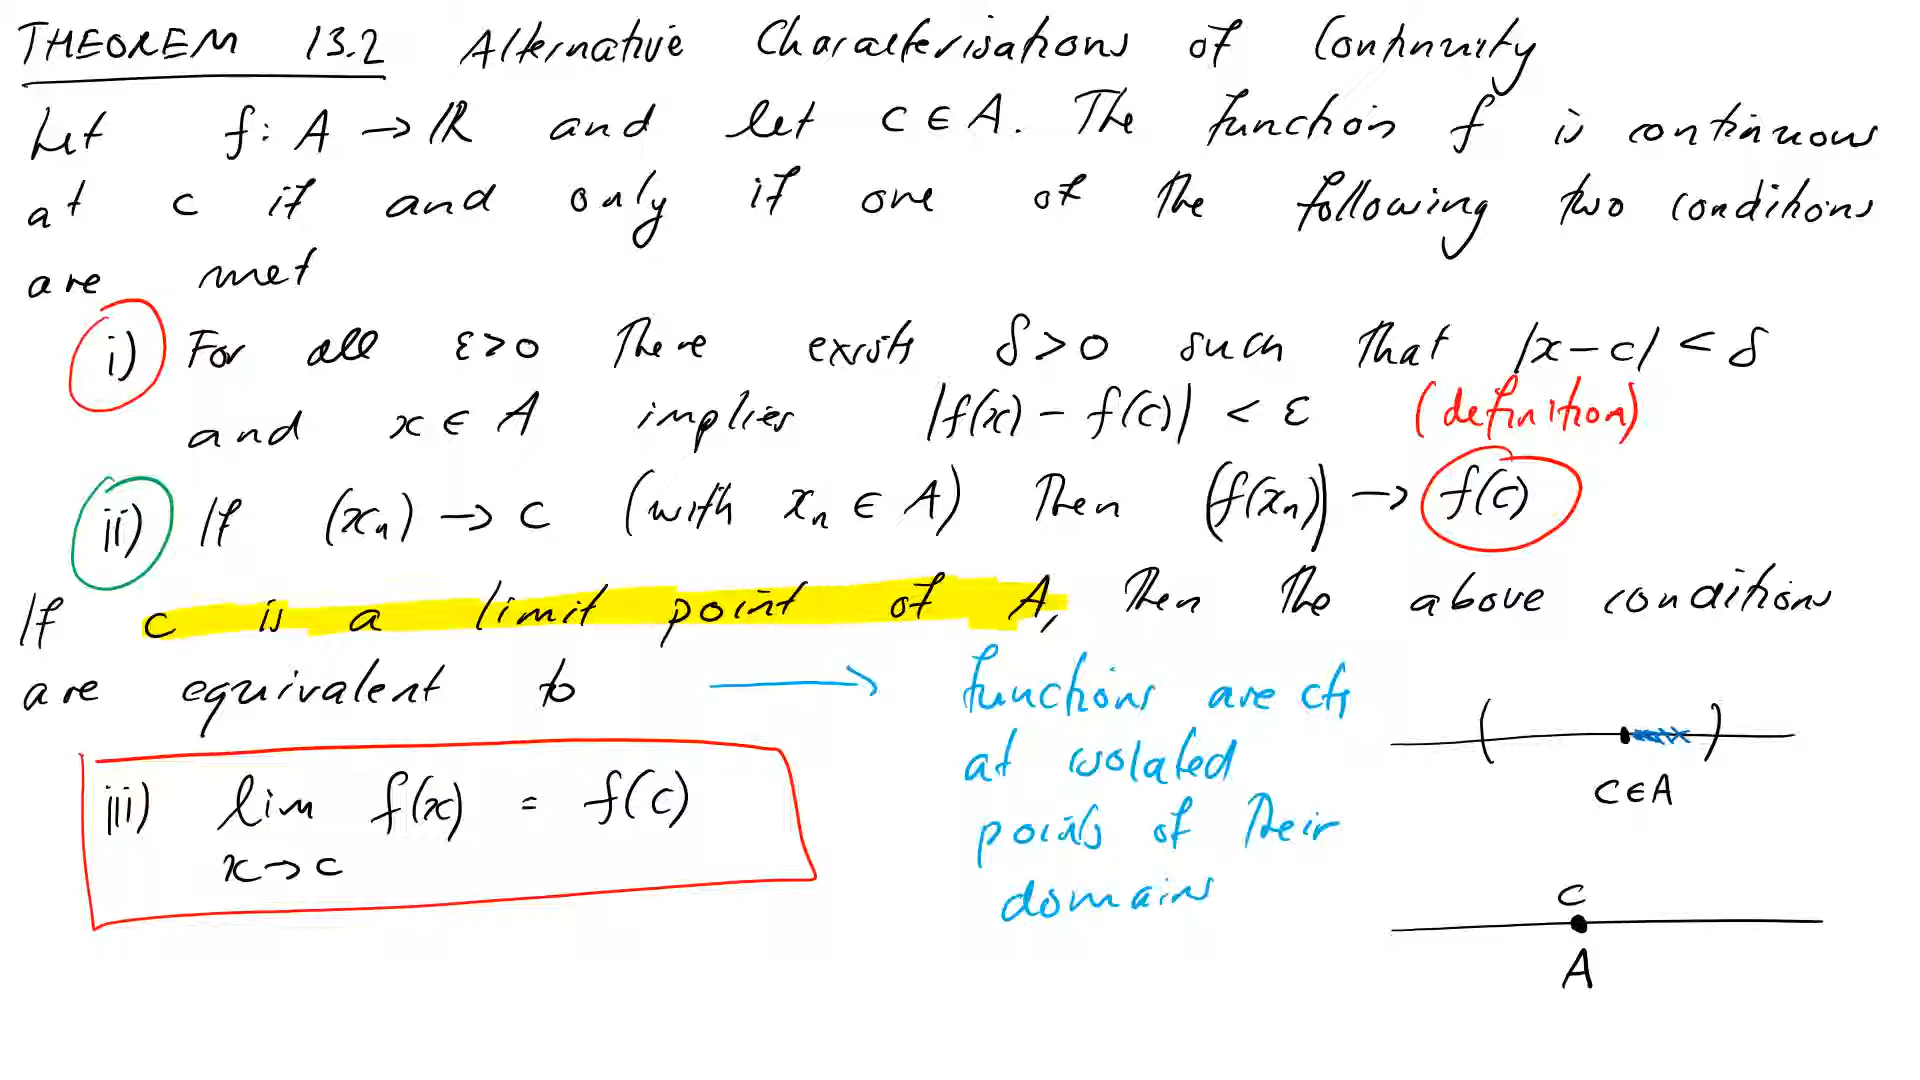 THEOREM 13.2 Alternative Characterisations of Continuity
Let f: A → ℝ and let c ∈ A. The function f is continuous
at c if and only if one of the following two conditions
are met
i) For all ε>0 There exists δ>0 such that |x-c| < δ
and x ∈ A implies |f(x) - f(c)| < ε (definition)
ii) If (xₙ) → c (with xₙ ∈ A) Then (f(xₙ)) → f(c)
If c is a limit point of A, Then The above conditions
are equivalent to → functions are cts
at isolated
points of Their
domains
iii) lim f(x) = f(c)
x→c
( )
C ∈ A
C
A